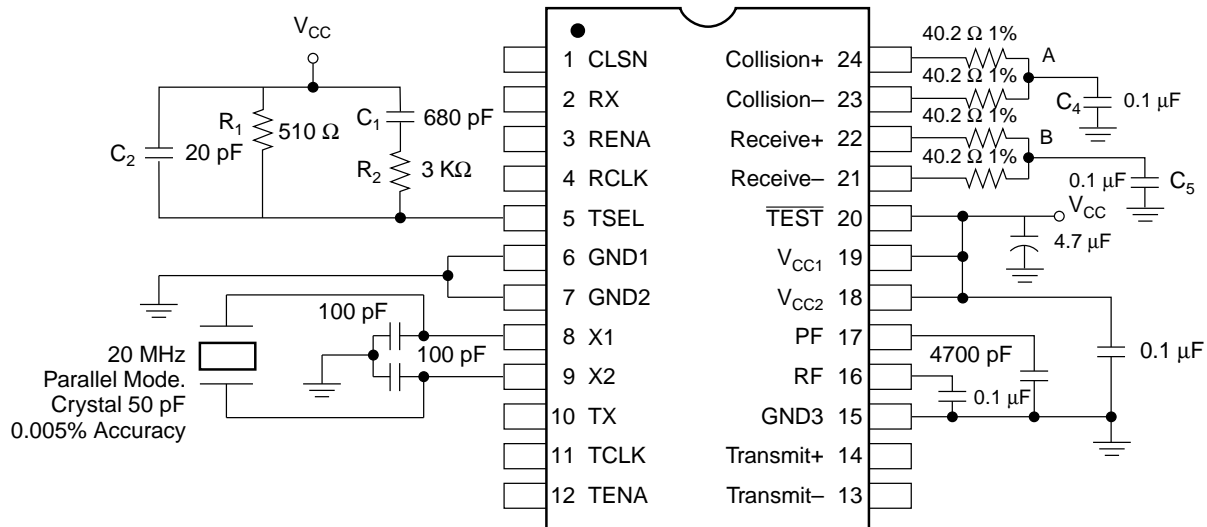 V_CC
R_1
510 Ω
C_1
680 pF
C_2
20 pF
R_2
3 KΩ
20 MHz
Parallel Mode.
Crystal 50 pF
0.005% Accuracy
100 pF
100 pF
1 CLSN
2 RX
3 RENA
4 RCLK
5 TSEL
6 GND1
7 GND2
8 X1
9 X2
10 TX
11 TCLK
12 TENA
Collision+ 24
Collision– 23
Receive+ 22
Receive– 21
TEST 20
V_CC1 19
V_CC2 18
PF 17
RF 16
GND3 15
Transmit+ 14
Transmit– 13
40.2 Ω 1%
A
40.2 Ω 1%
C_4
0.1 µF
40.2 Ω 1%
B
40.2 Ω 1%
0.1 µF
C_5
V_CC
4.7 µF
4700 pF
0.1 µF
0.1 µF